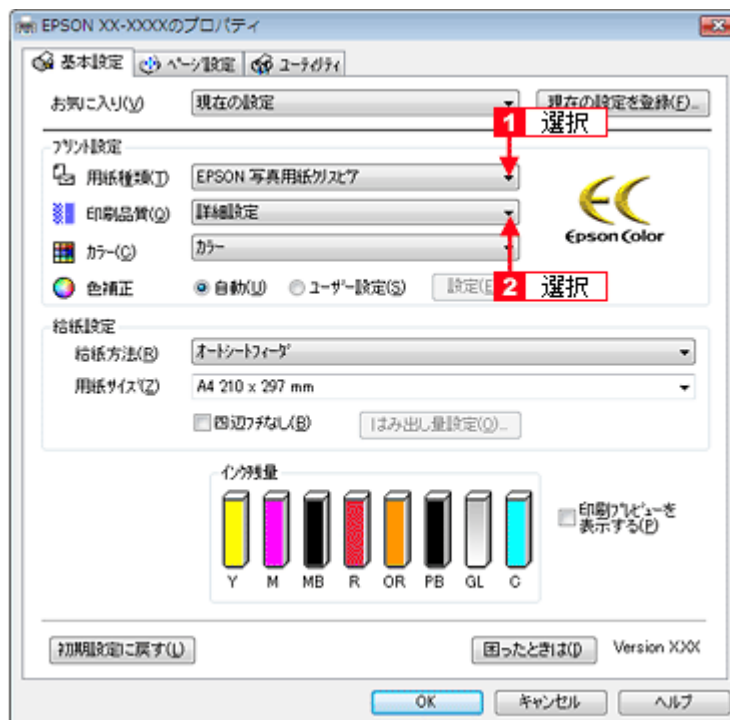 EPSON XX-XXXXのプロパティ
基本設定 ページ設定 ユーティリティ
お気に入り(V) 現在の設定 現在の設定を登録(F)...
1 選択
プリント設定
用紙種類(T) EPSON 写真用紙クリスピア
印刷品質(Q) 詳細設定
カラー(C) カラー
Epson Color
色補正 自動(U) ユーザー設定(S) 設定(E
2 選択
給紙設定
給紙方法(R) オートシートフィーダ
用紙サイズ(Z) A4 210 x 297 mm
四辺フチなし(B) はみ出し量設定(O)...
インク残量
Y M MB R OR PB GL C
印刷プレビューを
表示する(P)
初期設定に戻す(L) 困ったときは(I) Version X.XX
OK キャンセル ヘルプ